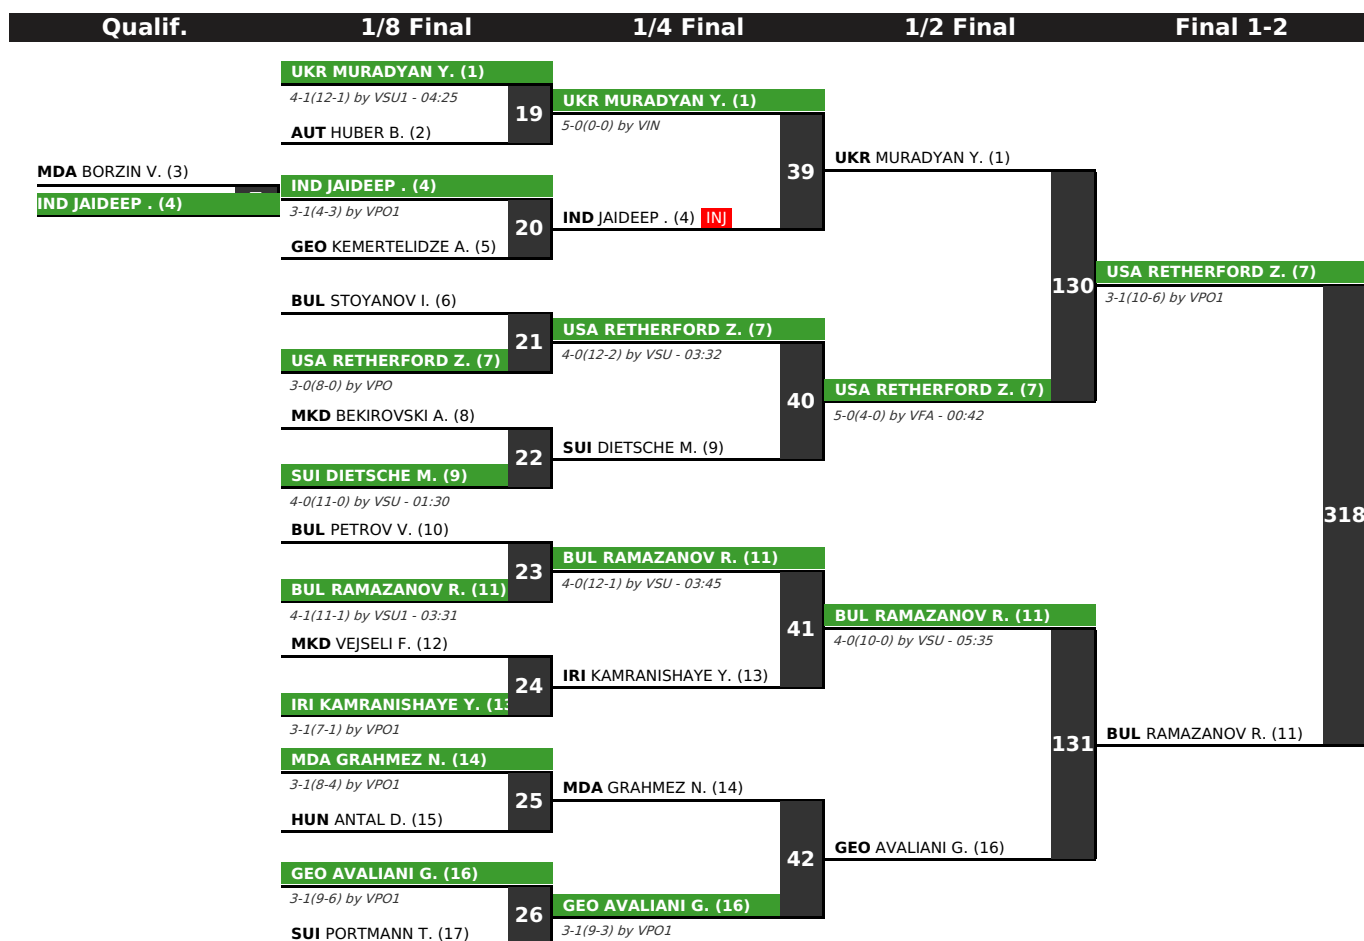 Qualif. 1/8 Final 1/4 Final 1/2 Final Final 1-2
UKR MURADYAN Y. (1)
4-1(12-1) by VSU1 - 04:25
19
AUT HUBER B. (2)
MDA BORZIN V. (3)
IND JAIDEEP . (4)
IND JAIDEEP . (4)
3-1(4-3) by VPO1
20
GEO KEMERTELIDZE A. (5)
BUL STOYANOV I. (6)
21
USA RETHERFORD Z. (7)
3-0(8-0) by VPO
MKD BEKIROVSKI A. (8)
22
SUI DIETSCHE M. (9)
4-0(11-0) by VSU - 01:30
BUL PETROV V. (10)
23
BUL RAMAZANOV R. (11)
4-1(11-1) by VSU1 - 03:31
MKD VEJSELI F. (12)
24
IRI KAMRANISHAYE Y. (13
3-1(7-1) by VPO1
MDA GRAHMEZ N. (14)
3-1(8-4) by VPO1
25
HUN ANTAL D. (15)
GEO AVALIANI G. (16)
3-1(9-6) by VPO1
26
SUI PORTMANN T. (17)
UKR MURADYAN Y. (1)
5-0(0-0) by VIN
39
IND JAIDEEP . (4) INJ
USA RETHERFORD Z. (7)
4-0(12-2) by VSU - 03:32
40
SUI DIETSCHE M. (9)
BUL RAMAZANOV R. (11)
4-0(12-1) by VSU - 03:45
41
IRI KAMRANISHAYE Y. (13)
MDA GRAHMEZ N. (14)
42
GEO AVALIANI G. (16)
3-1(9-3) by VPO1
UKR MURADYAN Y. (1)
130
USA RETHERFORD Z. (7)
5-0(4-0) by VFA - 00:42
BUL RAMAZANOV R. (11)
4-0(10-0) by VSU - 05:35
131
GEO AVALIANI G. (16)
USA RETHERFORD Z. (7)
3-1(10-6) by VPO1
318
BUL RAMAZANOV R. (11)